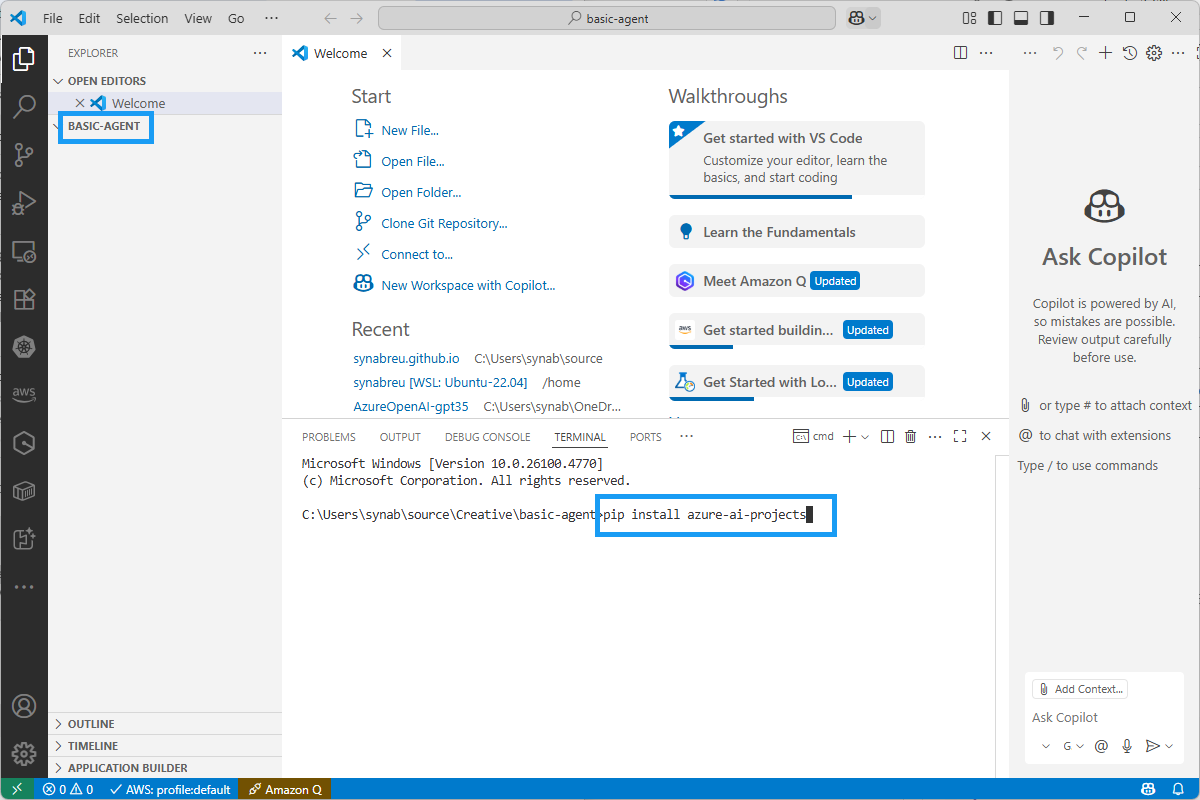 File Edit Selection View Go ···
basic-agent
EXPLORER
OPEN EDITORS
Welcome
BASIC-AGENT
OUTLINE
TIMELINE
APPLICATION BUILDER
Welcome
Start
New File...
Open File...
Open Folder...
Clone Git Repository...
Connect to...
New Workspace with Copilot...
Recent
synabreu.github.io C:\Users\synab\source
synabreu [WSL: Ubuntu-22.04] /home
AzureOpenAI-gpt35 C:\Users\synab\OneDr...
Walkthroughs
Get started with VS Code
Customize your editor, learn the
basics, and start coding
Learn the Fundamentals
Meet Amazon Q Updated
aws Get started buildin... Updated
Get Started with Lo... Updated
PROBLEMS OUTPUT DEBUG CONSOLE TERMINAL PORTS ···
cmd
Microsoft Windows [Version 10.0.26100.4770]
(c) Microsoft Corporation. All rights reserved.
C:\Users\synab\source\Creative\basic-agent>pip install azure-ai-projects
Ask Copilot
Copilot is powered by AI,
so mistakes are possible.
Review output carefully
before use.
or type # to attach context
@ to chat with extensions
Type / to use commands
Add Context...
Ask Copilot
G @
aws
0 0 AWS: profile:default Amazon Q